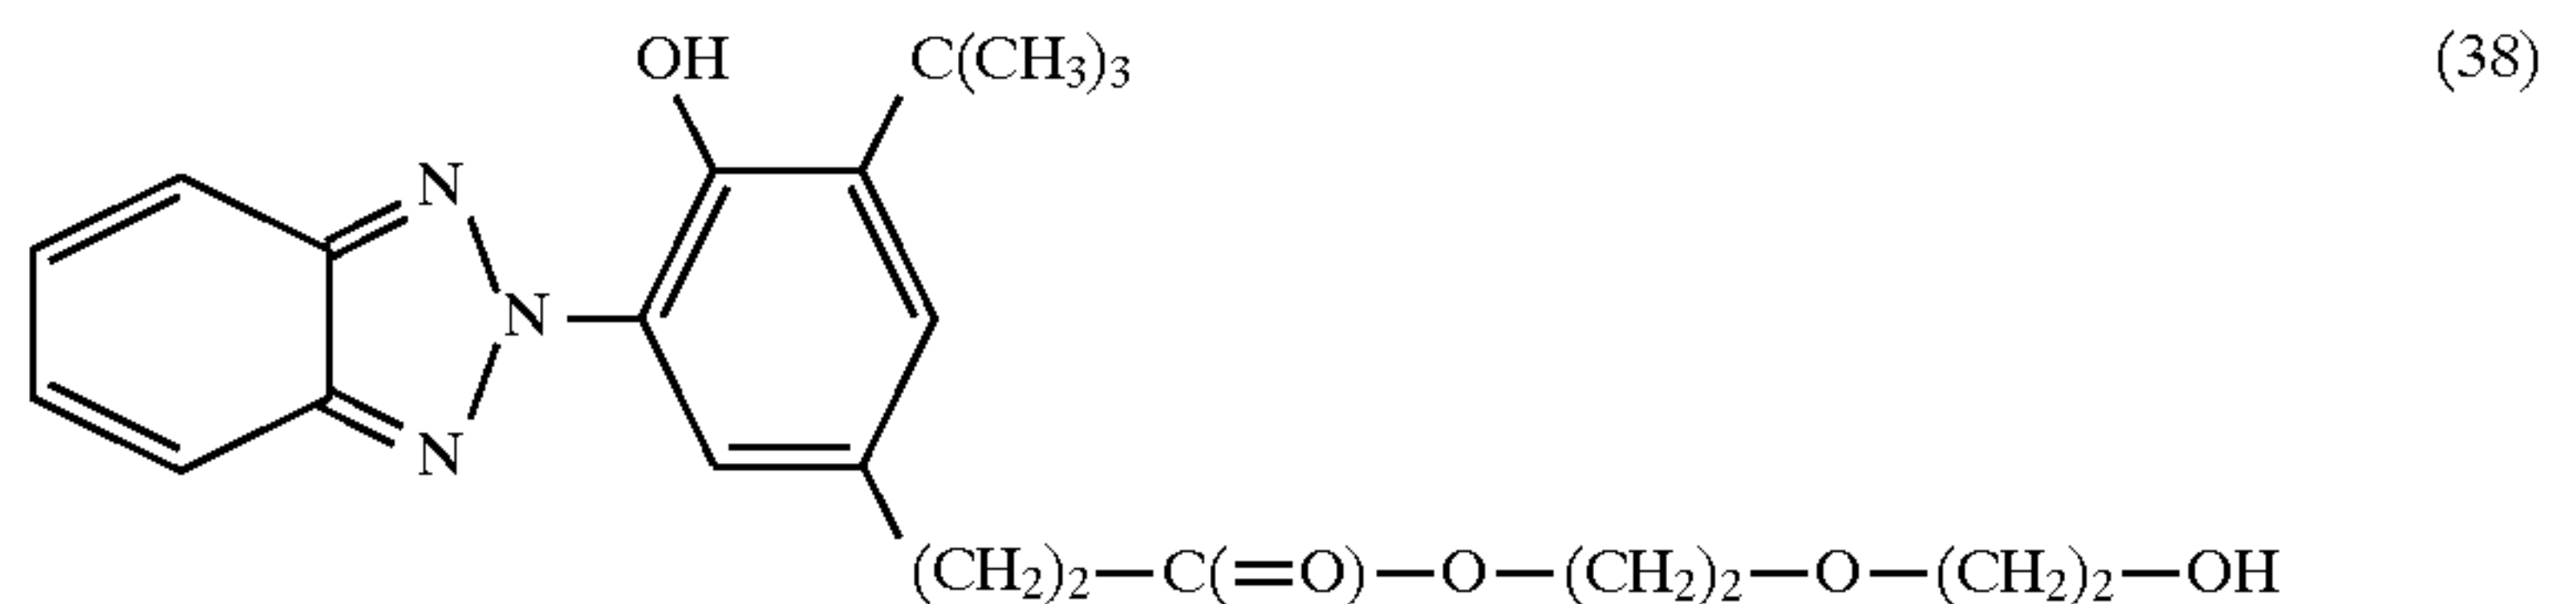 OH C(CH₃)₃ (38)
N
N
N
(CH₂)₂—C(=O)—O—(CH₂)₂—O—(CH₂)₂—OH